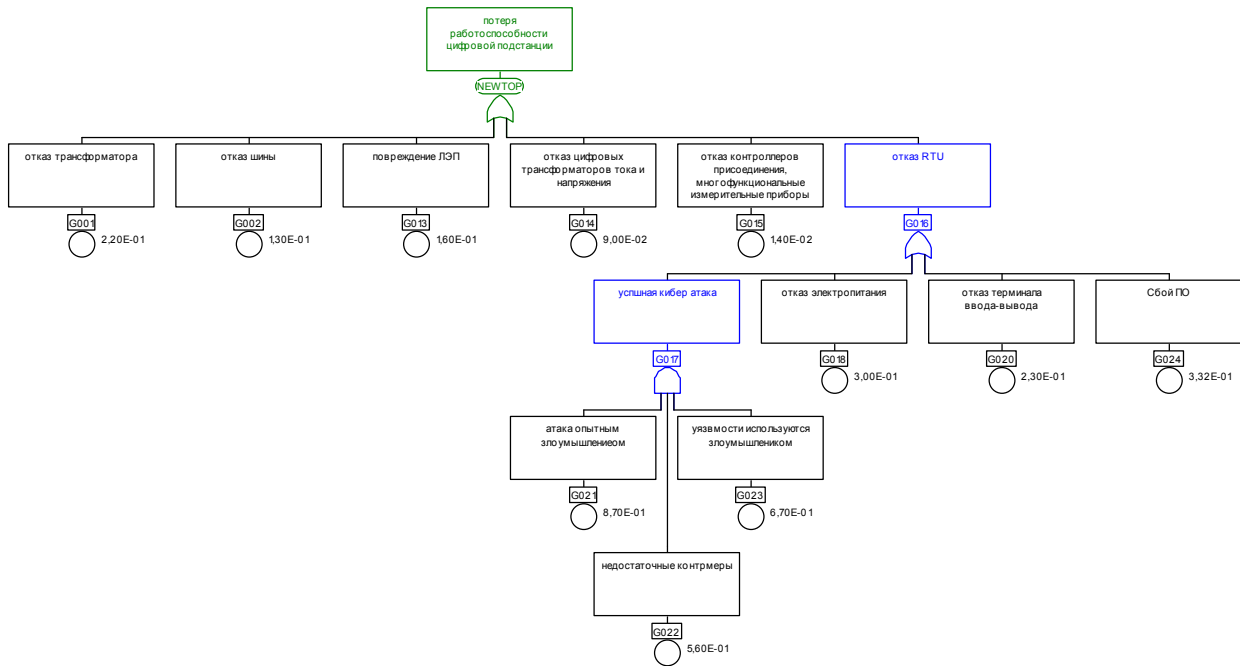 потеря
работоспособности
цифровой подстанции
NEWTOP
отказ трансформатора
G001
2,20E-01
отказ шины
G002
1,30E-01
повреждение ЛЭП
G013
1,60E-01
отказ цифровых
трансформаторов тока и
напряжения
G014
9,00E-02
отказ контроллеров
присоединения,
многофункциональные
измерительные приборы
G015
1,40E-02
отказ RTU
G016
успшная кибер атака
G017
отказ электропитания
G018
3,00E-01
отказ терминала
ввода-вывода
G020
2,30E-01
Сбой ПО
G024
3,32E-01
атака опытным
злоумышлениеом
G021
8,70E-01
уязвмости используются
злоумышлеником
G023
6,70E-01
недостаточные контрмеры
G022
5,60E-01